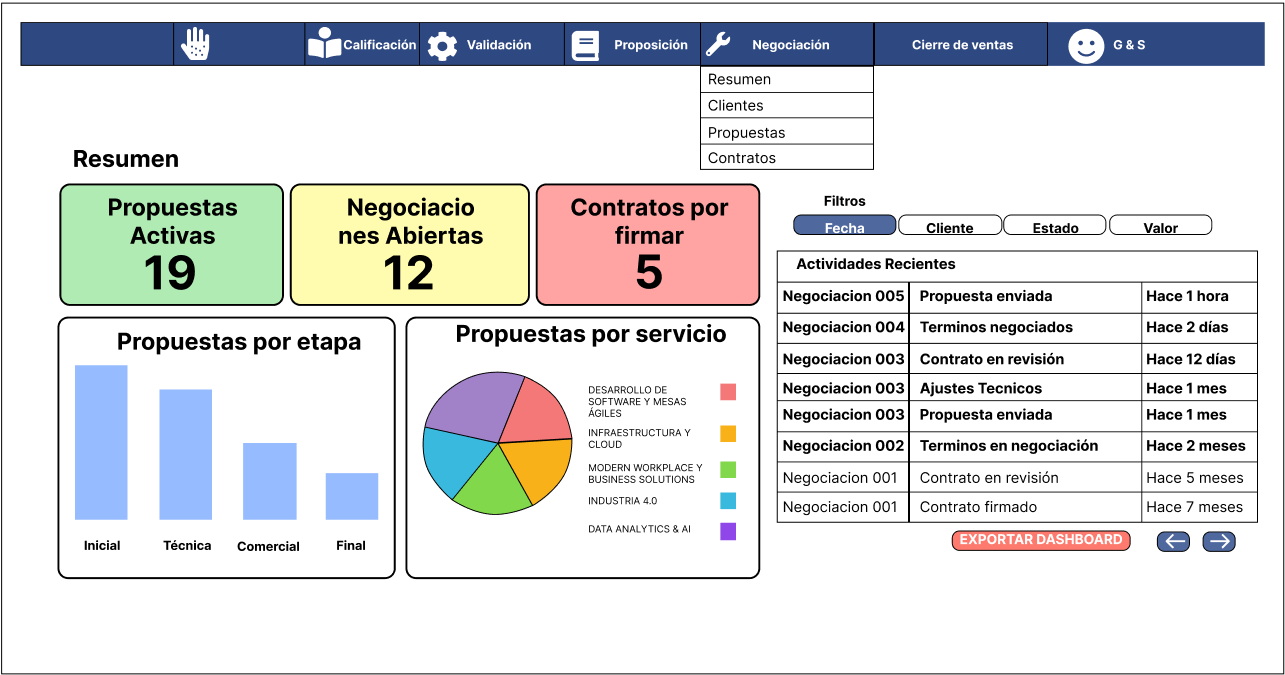 Calificación
Validación
Proposición
Negociación
Cierre de ventas
G & S
Resumen
Clientes
Propuestas
Contratos
Resumen
Propuestas
Activas
19
Negociacio
nes Abiertas
12
Contratos por
firmar
5
Filtros
Fecha
Cliente
Estado
Valor
Actividades Recientes
Negociacion 005 Propuesta enviada Hace 1 hora
Negociacion 004 Terminos negociados Hace 2 días
Negociacion 003 Contrato en revisión Hace 12 días
Negociacion 003 Ajustes Tecnicos Hace 1 mes
Negociacion 003 Propuesta enviada Hace 1 mes
Negociacion 002 Terminos en negociación Hace 2 meses
Negociacion 001 Contrato en revisión Hace 5 meses
Negociacion 001 Contrato firmado Hace 7 meses
EXPORTAR DASHBOARD
Propuestas por etapa
Inicial
Técnica
Comercial
Final
Propuestas por servicio
DESARROLLO DE
SOFTWARE Y MESAS
ÁGILES
INFRAESTRUCTURA Y
CLOUD
MODERN WORKPLACE Y
BUSINESS SOLUTIONS
INDUSTRIA 4.0
DATA ANALYTICS & AI